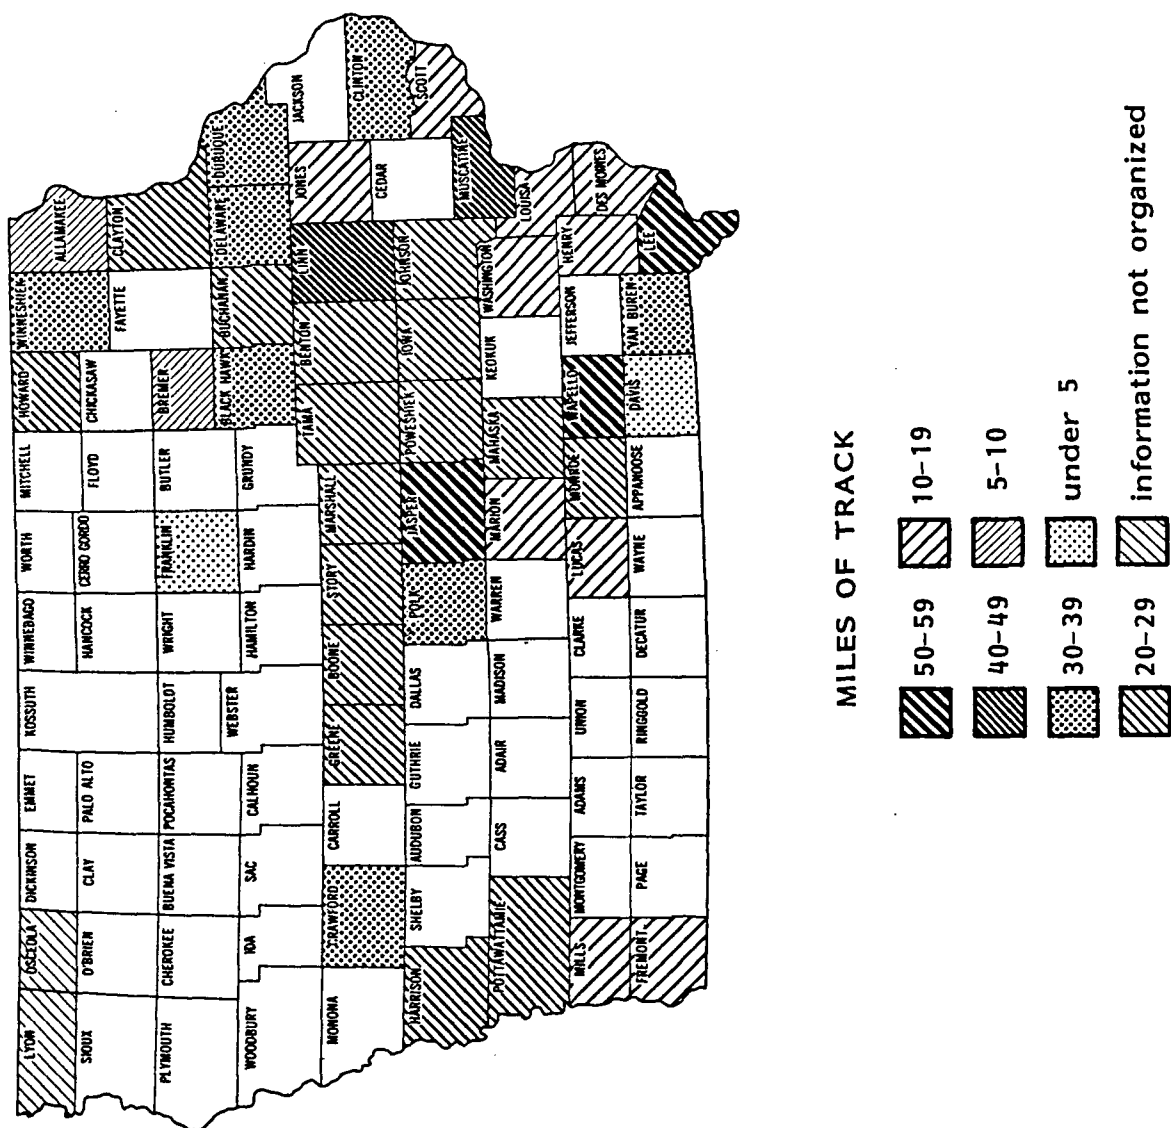 LYON
OSCEOLA
DICKINSON
EMMET
KOSSUTH
WINNEBAGO
WORTH
MITCHELL
HOWARD
WINNESHIEK
ALLAMAKEE
SIOUX
O'BRIEN
CLAY
PALO ALTO
HANCOCK
CERRO GORDO
FLOYD
CHICKASAW
FAYETTE
CLAYTON
PLYMOUTH
CHEROKEE
BUENA VISTA
POCAHONTAS
HUMBOLDT
WRIGHT
FRANKLIN
BUTLER
BREMER
WOODBURY
IDA
SAC
CALHOUN
WEBSTER
HAMILTON
HARDIN
GRUNDY
BLACK HAWK
BUCHANAN
DELAWARE
DUBUQUE
MONONA
CRAWFORD
CARROLL
GREENE
BOONE
STORY
MARSHALL
TAMA
BENTON
LINN
JONES
JACKSON
HARRISON
SHELBY
AUDUBON
GUTHRIE
DALLAS
POLK
JASPER
POWESHIEK
IOWA
JOHNSON
CEDAR
CLINTON
SCOTT
POTTAWATTAMIE
CASS
ADAIR
MADISON
WARREN
MARION
MAHASKA
KEOKUK
WASHINGTON
LOUISA
MUSCATINE
MILLS
MONTGOMERY
ADAMS
UNION
CLARKE
LUCAS
MONROE
WAPELLO
JEFFERSON
HENRY
DES MOINES
FREMONT
PAGE
TAYLOR
RINGGOLD
DECATUR
WAYNE
APPANOOSE
DAVIS
VAN BUREN
LEE
MILES OF TRACK
50-59
40-49
30-39
20-29
10-19
5-10
under 5
information not organized